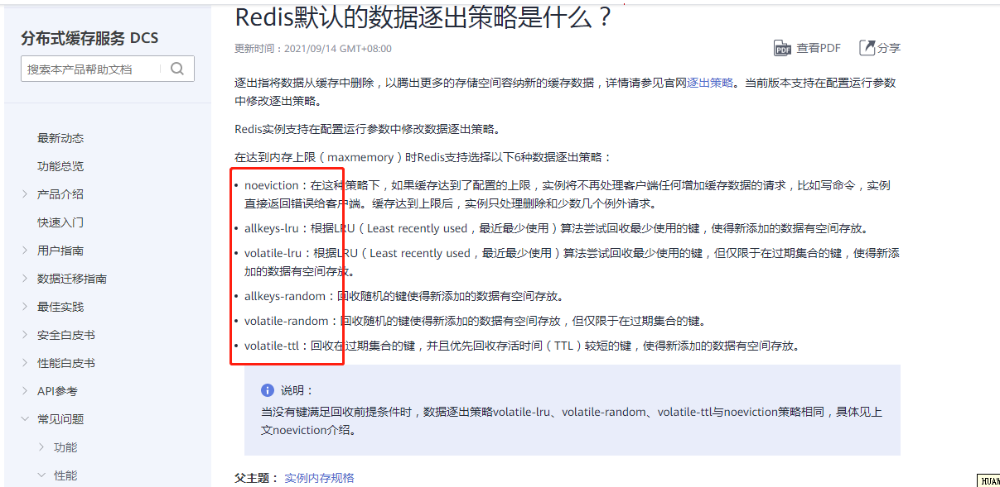 分布式缓存服务 DCS
搜索本产品帮助文档
最新动态
功能总览
产品介绍
快速入门
用户指南
数据迁移指南
最佳实践
安全白皮书
性能白皮书
API参考
常见问题
功能
性能
Redis默认的数据逐出策略是什么？
更新时间：2021/09/14 GMT+08:00
PDF 查看PDF 分享
逐出指将数据从缓存中删除，以腾出更多的存储空间容纳新的缓存数据，详情请参见官网逐出策略。当前版本支持在配置运行参数
中修改逐出策略。
Redis实例支持在配置运行参数中修改数据逐出策略。
在达到内存上限（maxmemory）时Redis支持选择以下6种数据逐出策略：
• noeviction：在这种策略下，如果缓存达到了配置的上限，实例将不再处理客户端任何增加缓存数据的请求，比如写命令，实例
直接返回错误给客户端。缓存达到上限后，实例只处理删除和少数几个例外请求。
• allkeys-lru：根据LRU（Least recently used，最近最少使用）算法尝试回收最少使用的键，使得新添加的数据有空间存放。
• volatile-lru：根据LRU（Least recently used，最近最少使用）算法尝试回收最少使用的键，但仅限于在过期集合的键，使得新添
加的数据有空间存放。
• allkeys-random：回收随机的键使得新添加的数据有空间存放。
• volatile-random：回收随机的键使得新添加的数据有空间存放，但仅限于在过期集合的键。
• volatile-ttl：回收在过期集合的键，并且优先回收存活时间（TTL）较短的键，使得新添加的数据有空间存放。
说明：
当没有键满足回收前提条件时，数据逐出策略volatile-lru、volatile-random、volatile-ttl与noeviction策略相同，具体见上
文noeviction介绍。
父主题： 实例内存规格